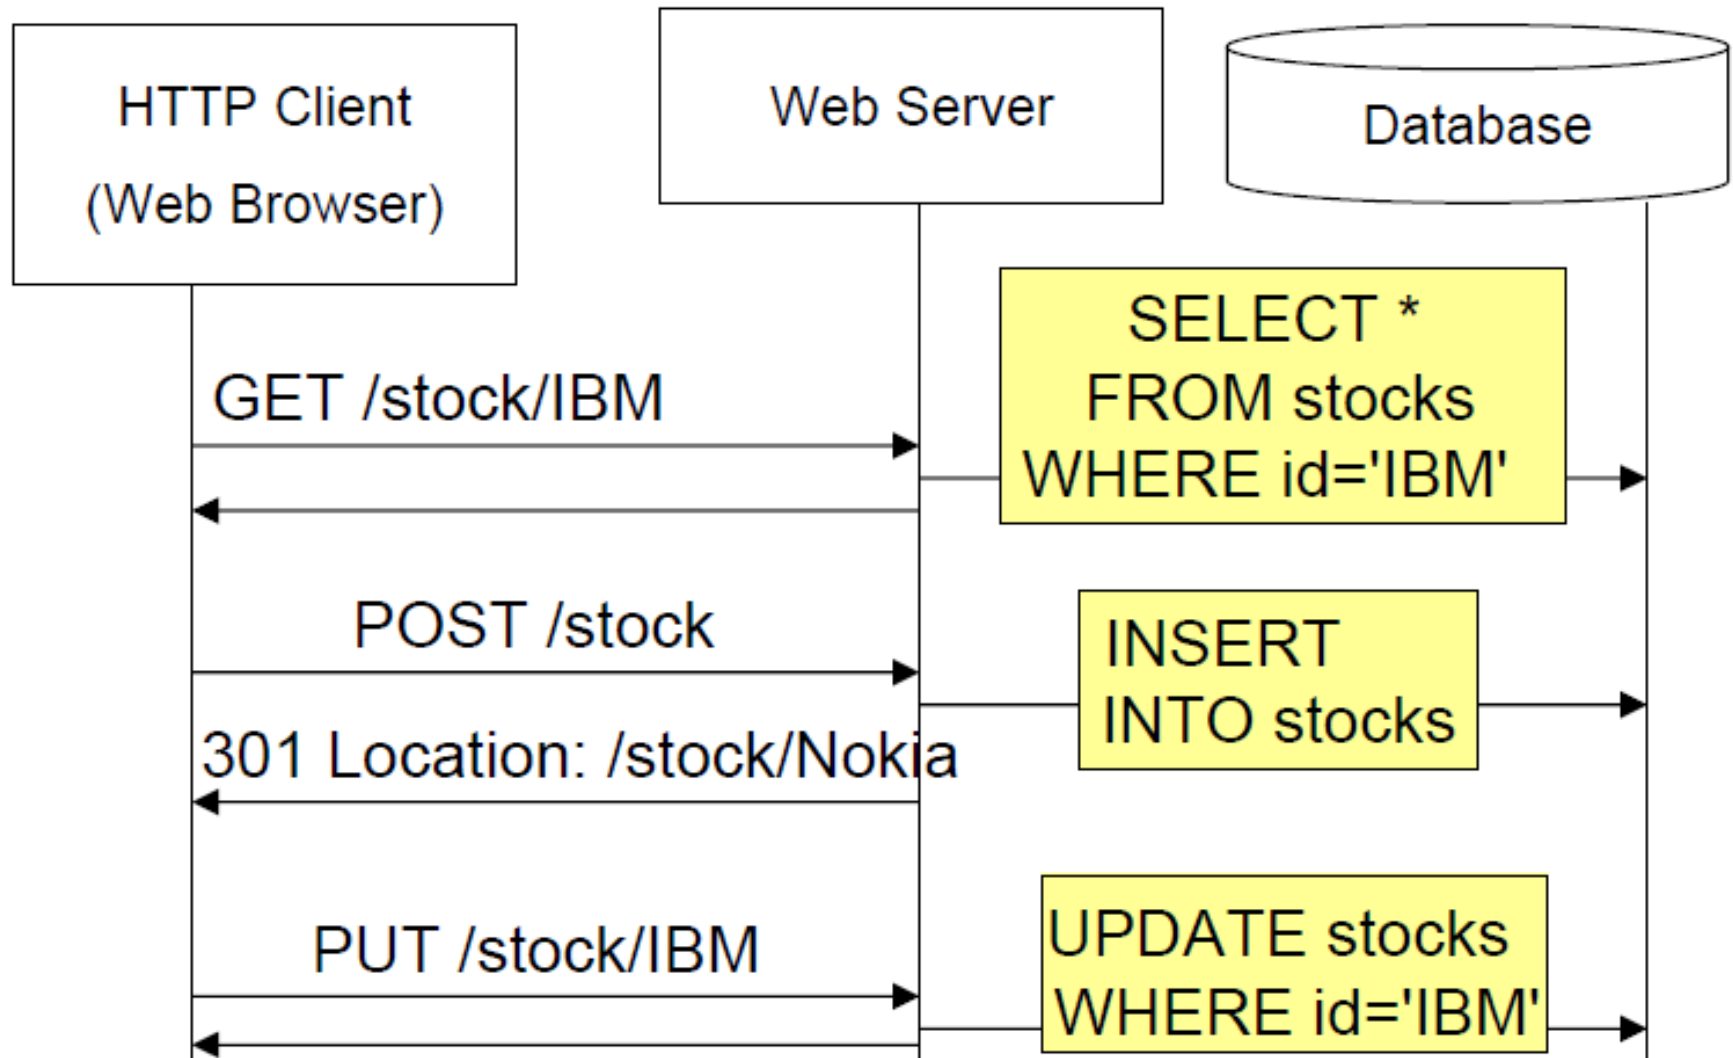 HTTP Client
(Web Browser)
Web Server
Database
GET /stock/IBM
SELECT *
FROM stocks
WHERE id='IBM'
POST /stock
INSERT
INTO stocks
301 Location: /stock/Nokia
PUT /stock/IBM
UPDATE stocks
WHERE id='IBM'